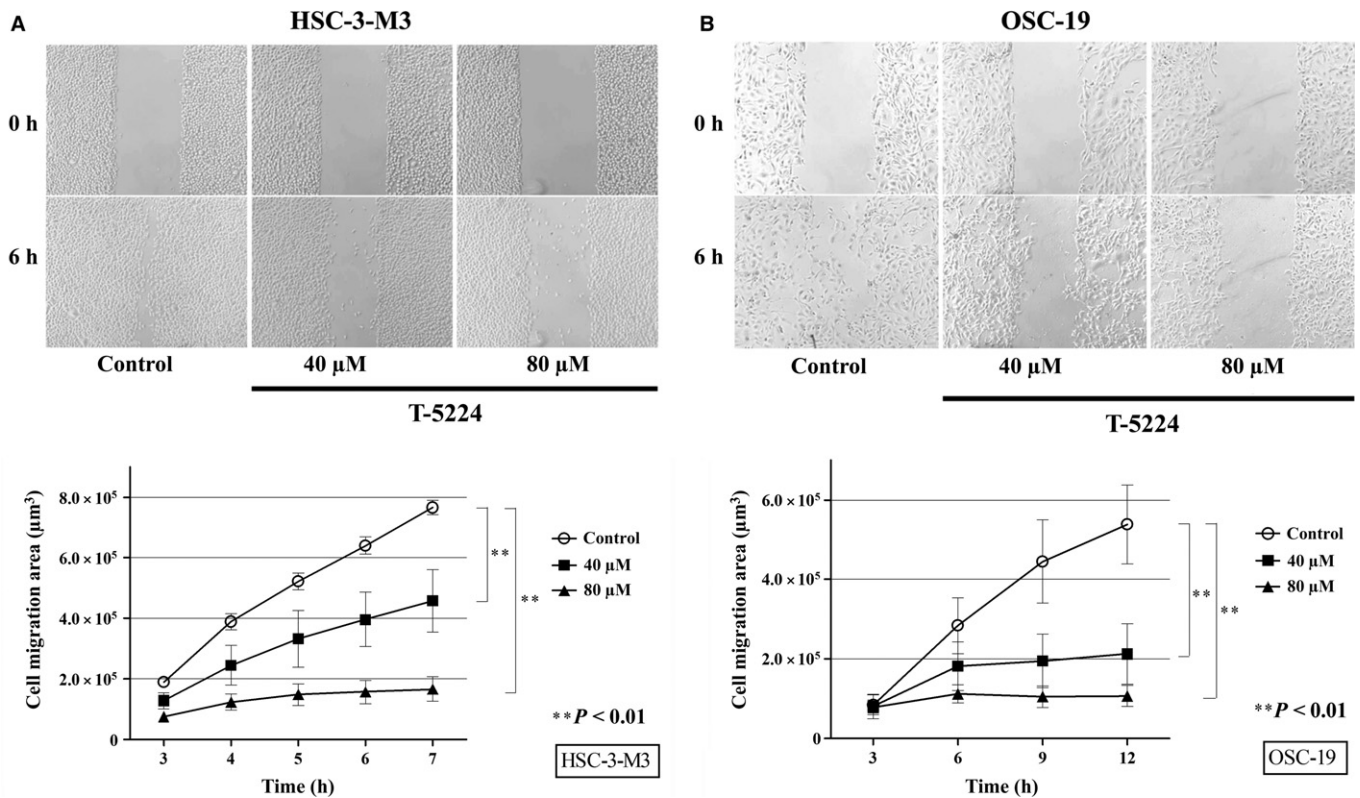 A
HSC-3-M3
0 h
6 h
Control
40 µM
80 µM
T-5224
B
OSC-19
0 h
6 h
Control
40 µM
80 µM
T-5224
Cell migration area (µm³)
8.0 × 10⁵
6.0 × 10⁵
4.0 × 10⁵
2.0 × 10⁵
0
3 4 5 6 7
Time (h)
**
**
Control
40 µM
80 µM
**P < 0.01
HSC-3-M3
Cell migration area (µm³)
6.0 × 10⁵
4.0 × 10⁵
2.0 × 10⁵
0
3 6 9 12
Time (h)
**
**
Control
40 µM
80 µM
**P < 0.01
OSC-19